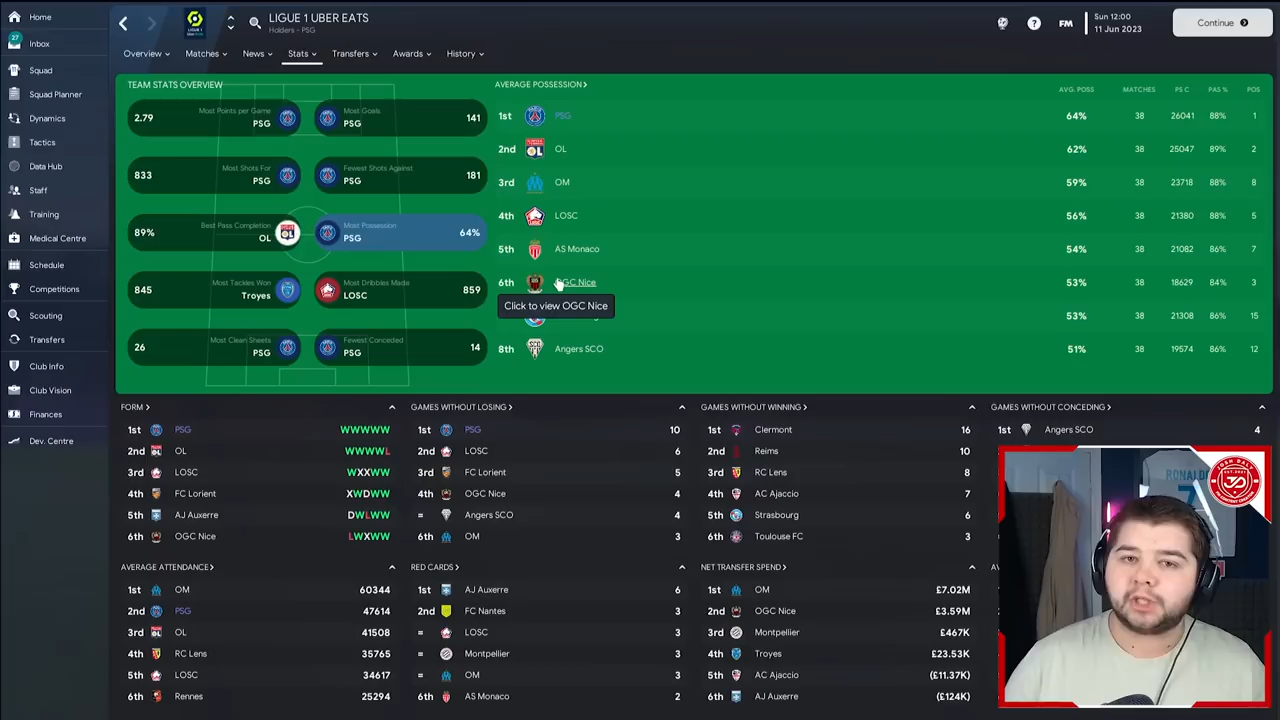 Home
LIGUE 1 UBER EATS
Holders - PSG
FM
Sun 12:00
11 Jun 2023
Continue
27
Inbox
Overview
Matches
News
Stats
Transfers
Awards
History
Squad
Squad Planner
Dynamics
Tactics
Data Hub
Staff
Training
Medical Centre
Schedule
Competitions
Scouting
Transfers
Club Info
Club Vision
Finances
Dev. Centre
TEAM STATS OVERVIEW
2.79 Most Points per Game PSG
Most Goals PSG 141
833 Most Shots For PSG
Fewest Shots Against PSG 181
89% Best Pass Completion OL
Most Possession PSG 64%
845 Most Tackles Won Troyes
Most Dribbles Made LOSC 859
26 Most Clean Sheets PSG
Fewest Conceded PSG 14
AVERAGE POSSESSION
AVG. POSS MATCHES PS C PAS % POS
1st PSG 64% 38 26041 88% 1
2nd OL 62% 38 25047 89% 2
3rd OM 59% 38 23718 88% 8
4th LOSC 56% 38 21380 88% 5
5th AS Monaco 54% 38 21082 86% 7
6th OGC Nice 53% 38 18629 84% 3
Click to view OGC Nice
53% 38 21308 86% 15
8th Angers SCO 51% 38 19574 86% 12
FORM
1st PSG WWWWW
2nd OL WWWWL
3rd LOSC WXXWW
4th FC Lorient XWDWW
5th AJ Auxerre DWLWW
6th OGC Nice LWXWW
GAMES WITHOUT LOSING
1st PSG 10
2nd LOSC 6
3rd FC Lorient 5
4th OGC Nice 4
= Angers SCO 4
6th OM 3
GAMES WITHOUT WINNING
1st Clermont 16
2nd Reims 10
3rd RC Lens 8
4th AC Ajaccio 7
5th Strasbourg 6
6th Toulouse FC 3
GAMES WITHOUT CONCEDING
1st Angers SCO 4
AVERAGE ATTENDANCE
1st OM 60344
2nd PSG 47614
3rd OL 41508
4th RC Lens 35765
5th LOSC 34617
6th Rennes 25294
RED CARDS
1st AJ Auxerre 6
2nd FC Nantes 3
= LOSC 3
= Montpellier 3
= OM 3
6th AS Monaco 2
NET TRANSFER SPEND
1st OM £7.02M
2nd OGC Nice £3.59M
3rd Montpellier £467K
4th Troyes £23.53K
5th AC Ajaccio (£11.37K)
6th AJ Auxerre (£124K)
RONALDO
7
JOSH DALY